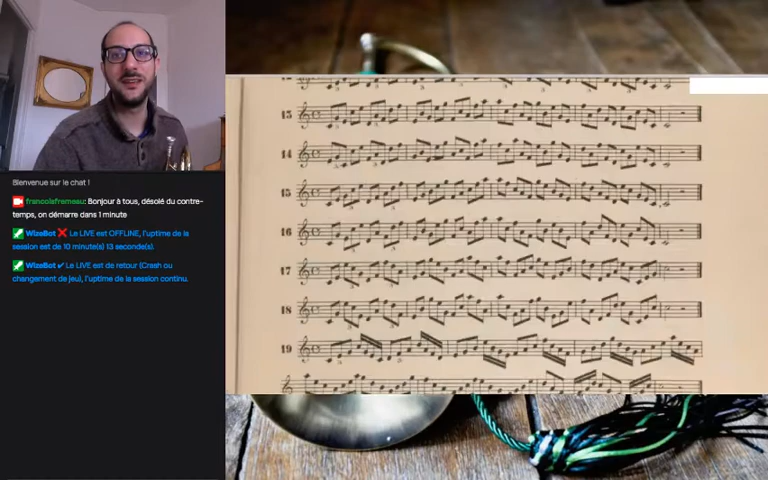 Bienvenue sur le chat !
francoisfremeau: Bonjour à tous, désolé du contre-
temps, on démarre dans 1 minute
WizeBot ❌ Le LIVE est OFFLINE, l'uptime de la
session est de 10 minute(s) 13 seconde(s).
WizeBot ✔ Le LIVE est de retour (Crash ou
changement de jeu), l'uptime de la session continu.
13
14
15
16
17
18
19